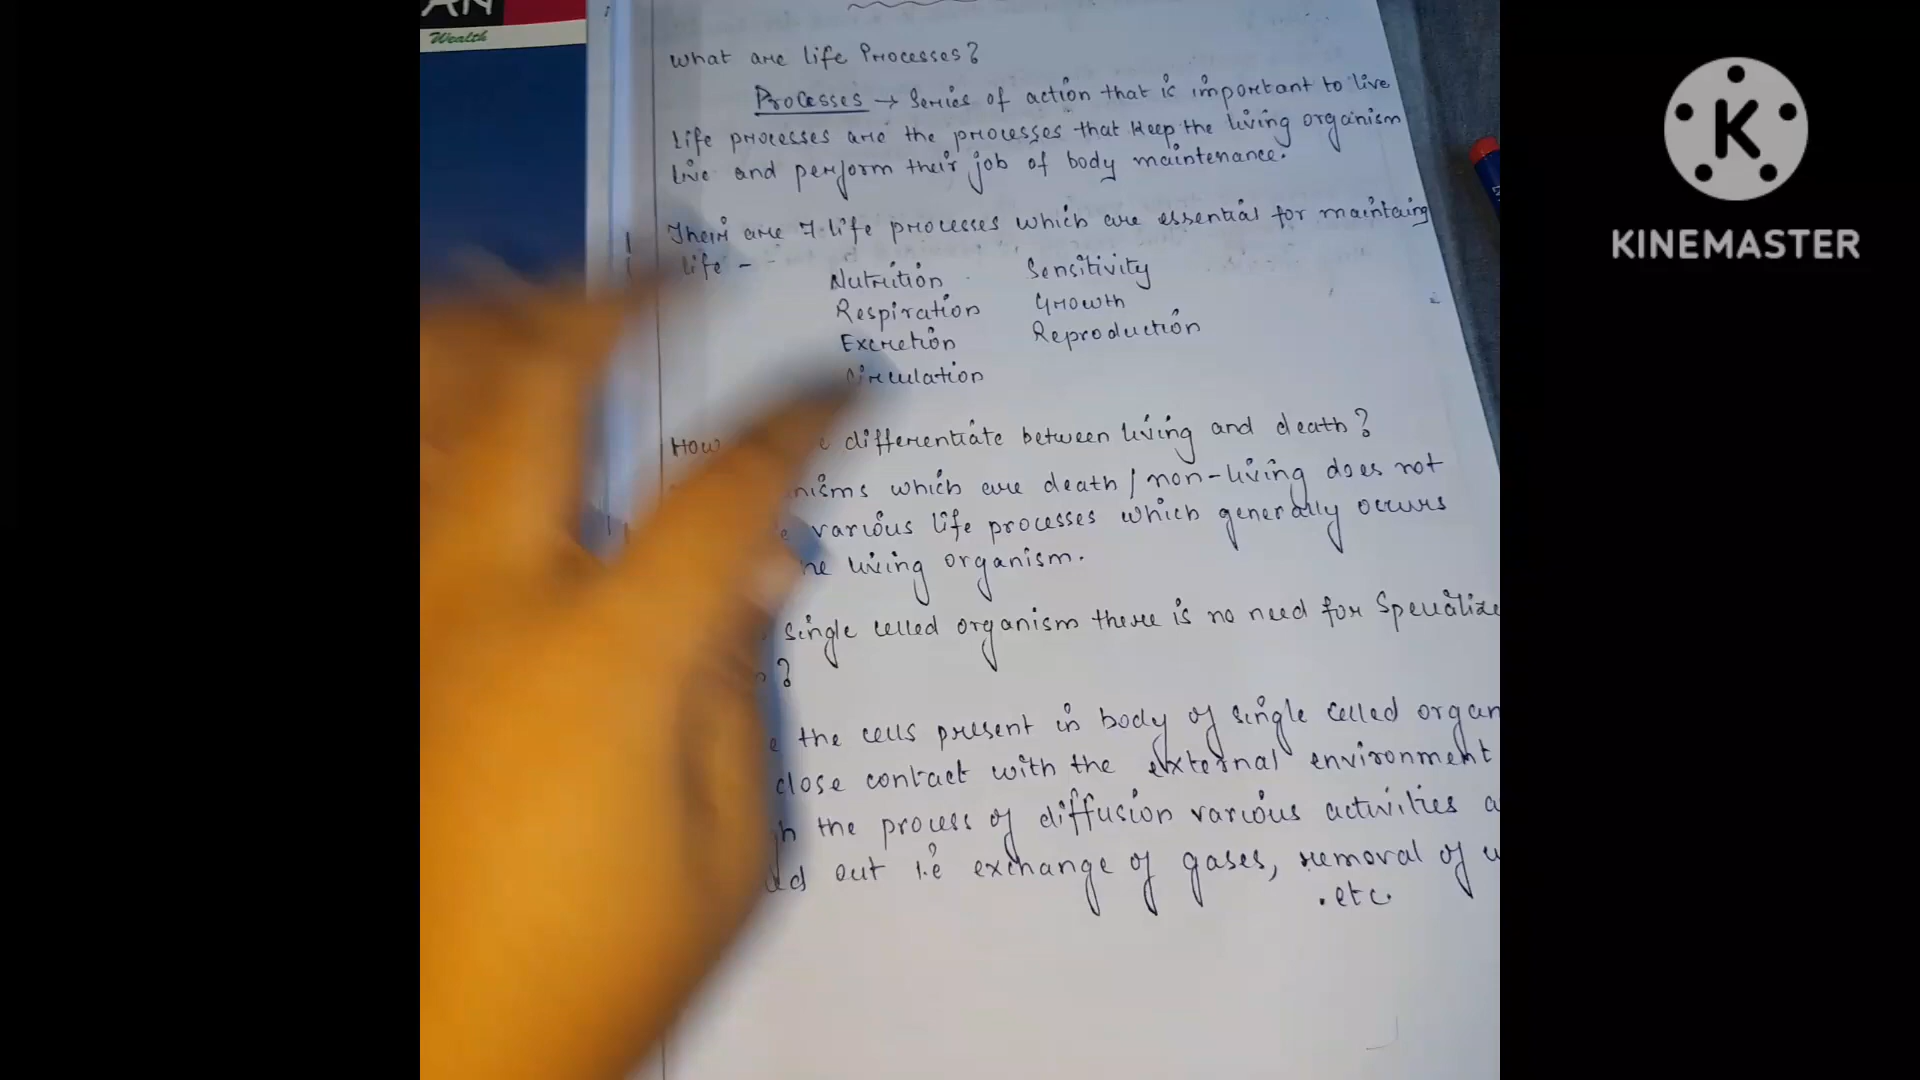 AN
Wealth
What are life Processes?
Processes → Series of action that is important to live
Life processes are the processes that keep the living organism
live and perform their job of body maintenance.
Their are 7 life processes which are essential for maintaing
life -
Nutrition Sensitivity
Respiration Growth
Excretion Reproduction
Circulation
How differentiate between living and death?
which are death / non-living does not
various life processes which generally occurs
living organism.
single celled organism there is no need for
?
the cells present in body of single celled
close contact with the external environment
the process of diffusion various activities
out i.e exchange of gases, removal of
.etc.
K
KINEMASTER